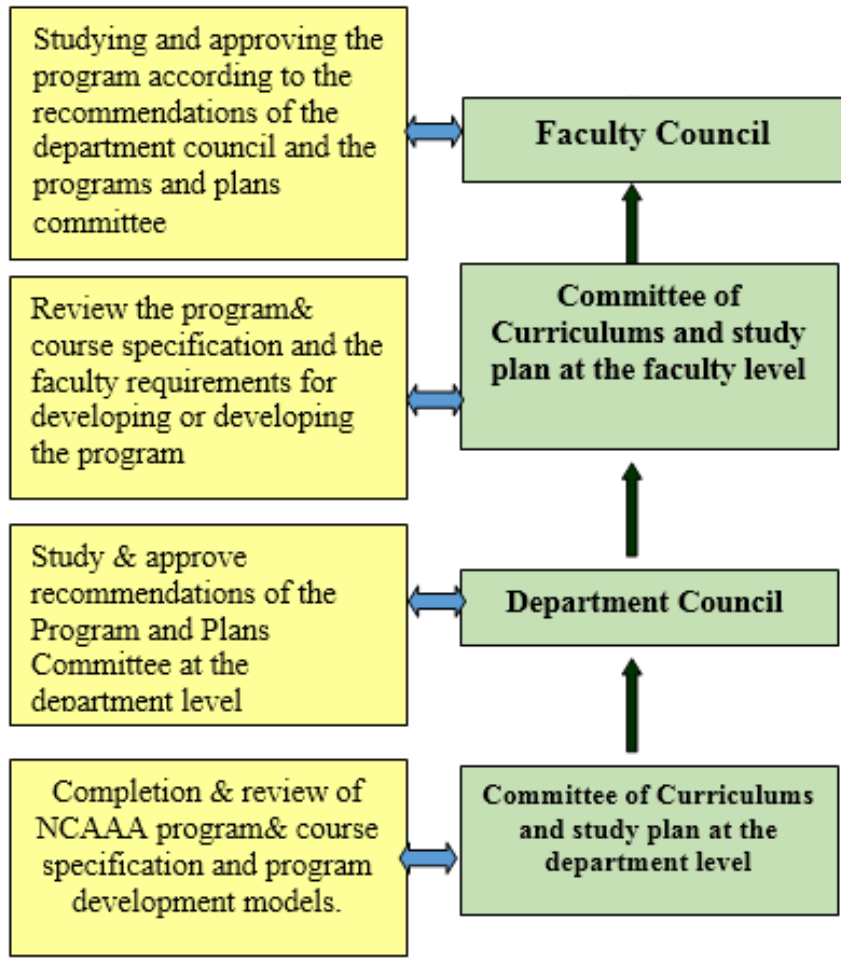 Studying and approving the
program according to the
recommendations of the
department council and the
programs and plans
committee
Faculty Council
Review the program&
course specification and the
faculty requirements for
developing or developing
the program
Committee of
Curriculums and study
plan at the faculty level
Study & approve
recommendations of the
Program and Plans
Committee at the
department level
Department Council
Completion & review of
NCAAA program& course
specification and program
development models.
Committee of Curriculums
and study plan at the
department level